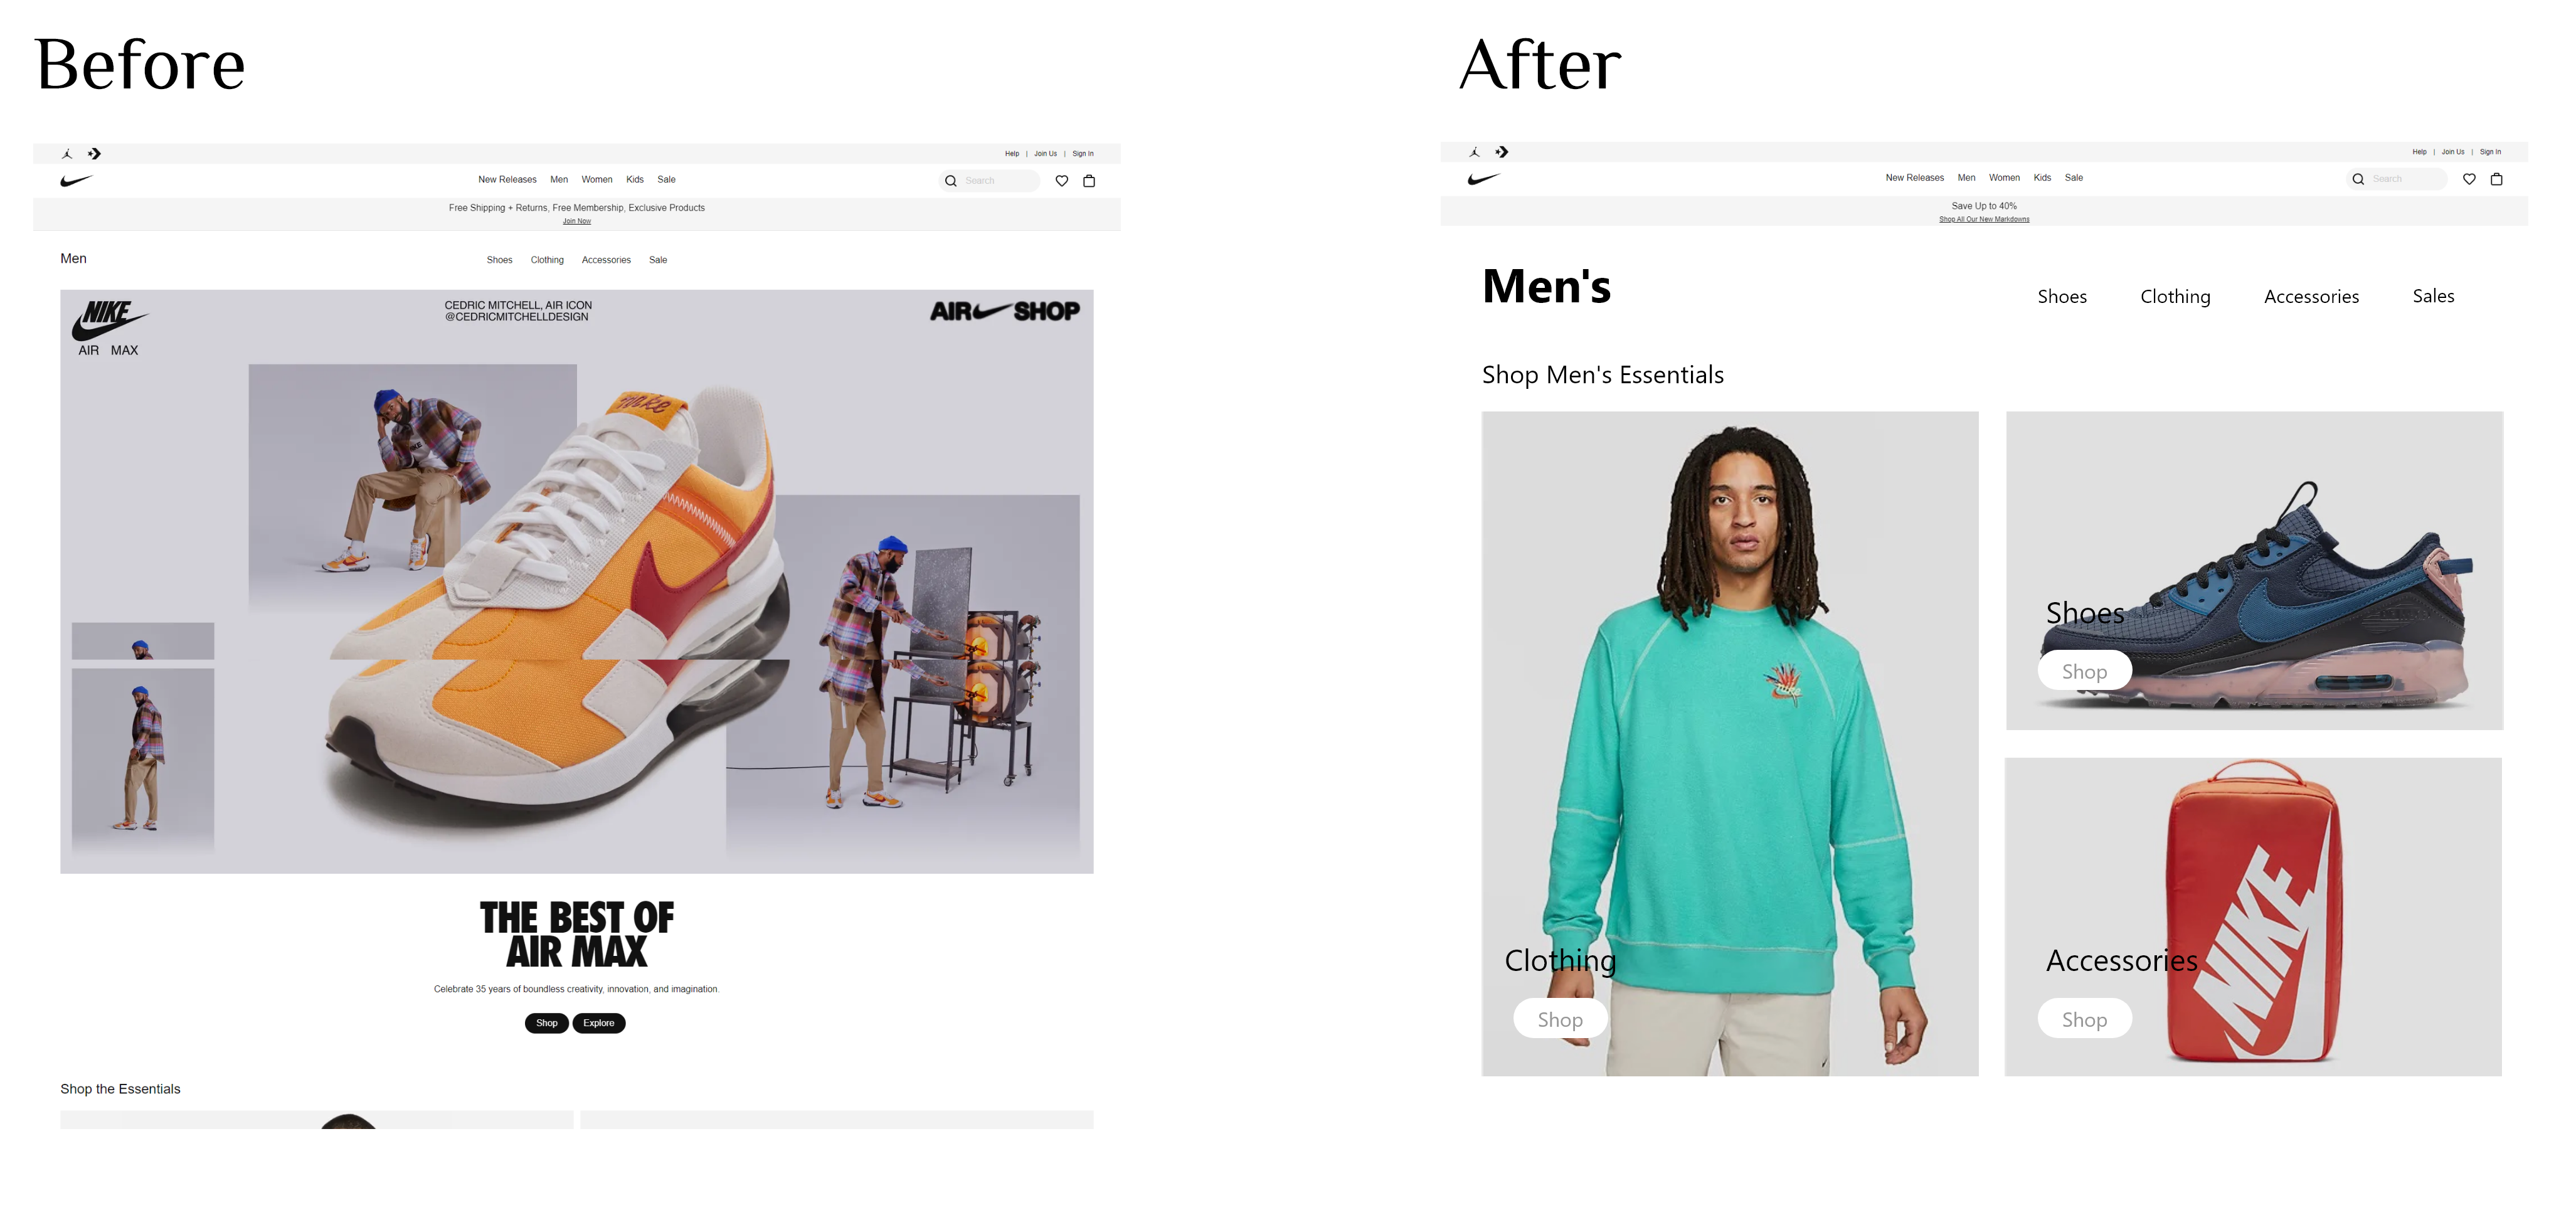 Before
Help | Join Us | Sign In
New Releases Men Women Kids Sale
Search
Free Shipping + Returns, Free Membership, Exclusive Products
Join Now
Men
Shoes Clothing Accessories Sale
NIKE
AIR MAX
CEDRIC MITCHELL, AIR ICON
@CEDRICMITCHELLDESIGN
AIR SHOP
Nike
THE BEST OF
AIR MAX
Celebrate 35 years of boundless creativity, innovation, and imagination.
Shop Explore
Shop the Essentials
After
Help | Join Us | Sign In
New Releases Men Women Kids Sale
Search
Save Up to 40%
Shop All Our New Markdowns
Men's
Shoes Clothing Accessories Sales
Shop Men's Essentials
Clothing
Shop
Shoes
Shop
Accessories
Shop
NIKE